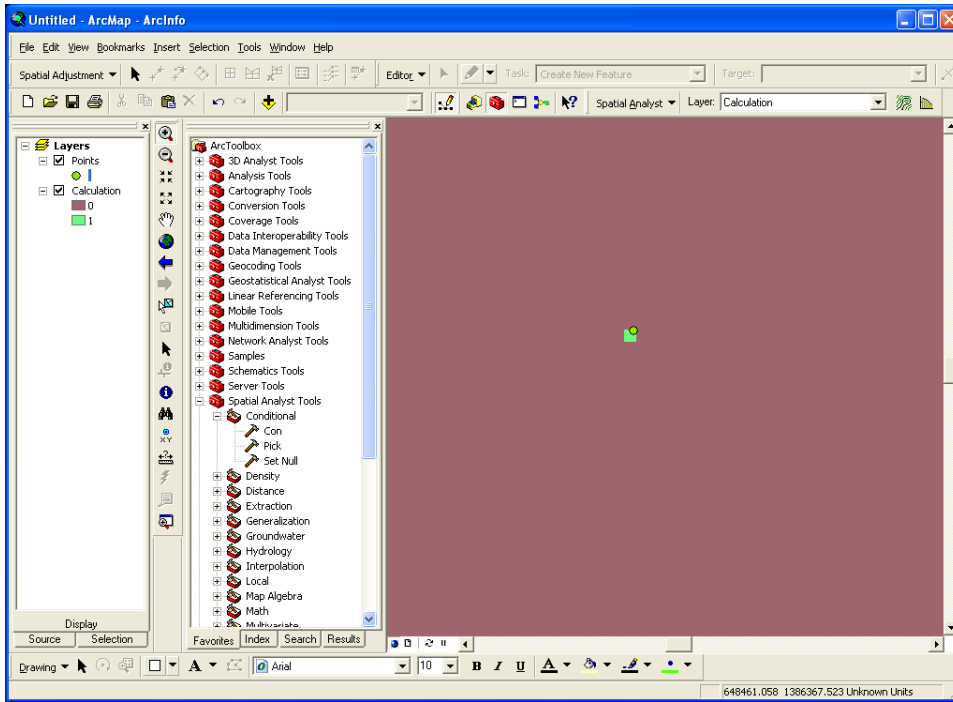 Untitled - ArcMap - ArcInfo
File Edit View Bookmarks Insert Selection Tools Window Help
Spatial Adjustment Editor Task: Create New Feature Target:
Spatial Analyst Layer: Calculation
Layers
Points
Calculation
0
1
Display
Source Selection
XY
ArcToolbox
3D Analyst Tools
Analysis Tools
Cartography Tools
Conversion Tools
Coverage Tools
Data Interoperability Tools
Data Management Tools
Geocoding Tools
Geostatistical Analyst Tools
Linear Referencing Tools
Mobile Tools
Multidimension Tools
Network Analyst Tools
Samples
Schematics Tools
Server Tools
Spatial Analyst Tools
Conditional
Con
Pick
Set Null
Density
Distance
Extraction
Generalization
Groundwater
Hydrology
Interpolation
Local
Map Algebra
Math
Multivariate
Favorites Index Search Results
Drawing A Arial 10 B I U A
648461.058 1386367.523 Unknown Units